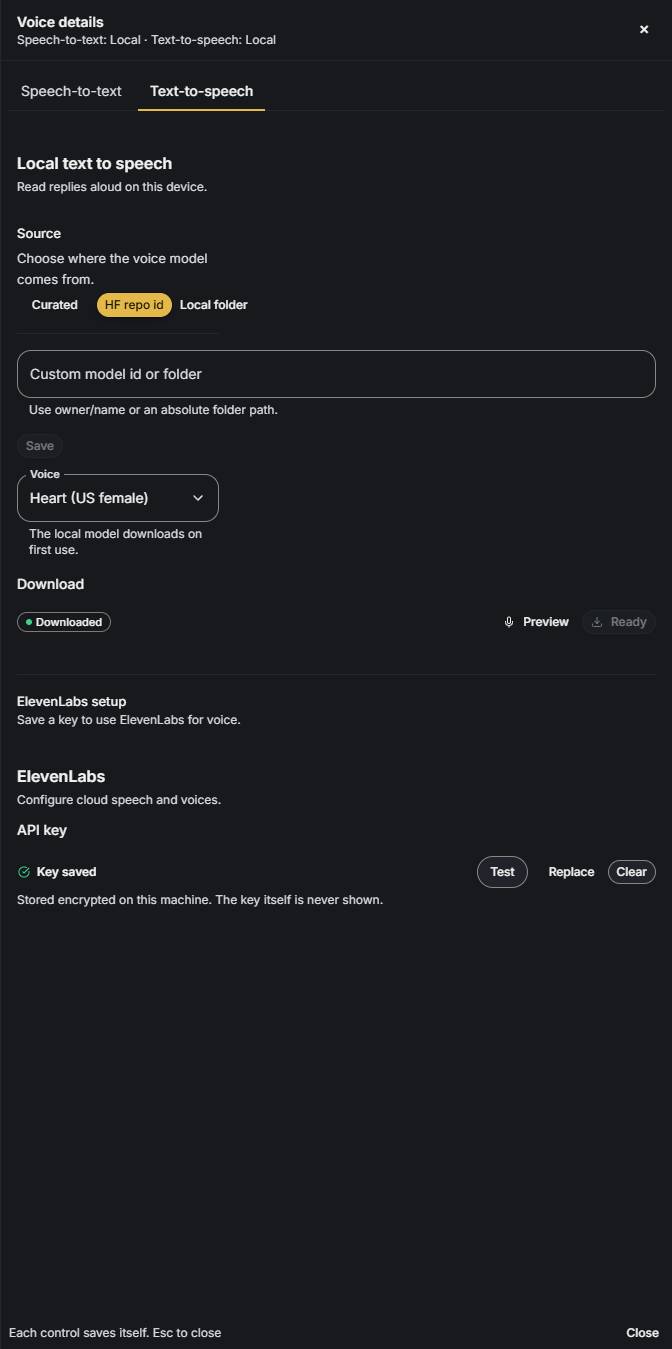 Voice details
Speech-to-text: Local · Text-to-speech: Local
Speech-to-text
Text-to-speech
Local text to speech
Read replies aloud on this device.
Source
Choose where the voice model
comes from.
Curated
HF repo id
Local folder
Custom model id or folder
Use owner/name or an absolute folder path.
Save
Voice
Heart (US female)
The local model downloads on
first use.
Download
Downloaded
Preview
Ready
ElevenLabs setup
Save a key to use ElevenLabs for voice.
ElevenLabs
Configure cloud speech and voices.
API key
Key saved
Test
Replace
Clear
Stored encrypted on this machine. The key itself is never shown.
Each control saves itself. Esc to close
Close